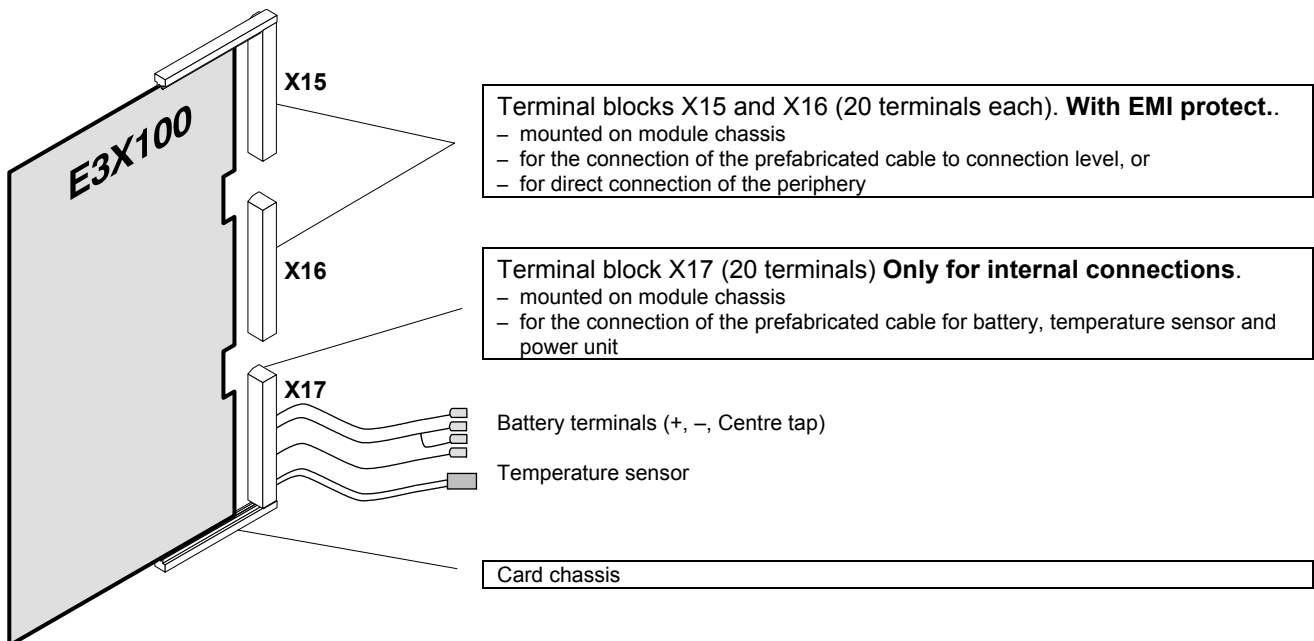 X15
E3X100
Terminal blocks X15 and X16 (20 terminals each). With EMI protect..
– mounted on module chassis
– for the connection of the prefabricated cable to connection level, or
– for direct connection of the periphery
X16
Terminal block X17 (20 terminals) Only for internal connections.
– mounted on module chassis
– for the connection of the prefabricated cable for battery, temperature sensor and
power unit
X17
Battery terminals (+, –, Centre tap)
Temperature sensor
Card chassis